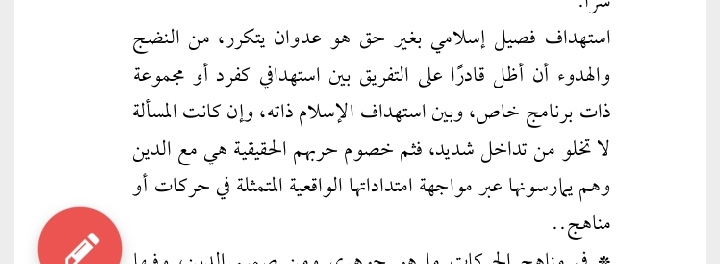 سرا.
استهداف فصيل إسلامي بغير حق هو عدوان يتكرر، من النضج
والهدوء أن أظل قادرًا على التفريق بين استهدافي كفرد أو مجموعة
ذات برنامج خاص، وبين استهداف الإسلام ذاته، وإن كانت المسألة
لا تخلو من تداخل شديد، فثم خصوم حربهم الحقيقية هي مع الدين
وهم يمارسونها عبر مواجهة امتداداتها الواقعية المتمثلة في حركات أو
مناهج..
* في مناهج الحركات ما هو جوهري ومن صميم الدين، وفيها